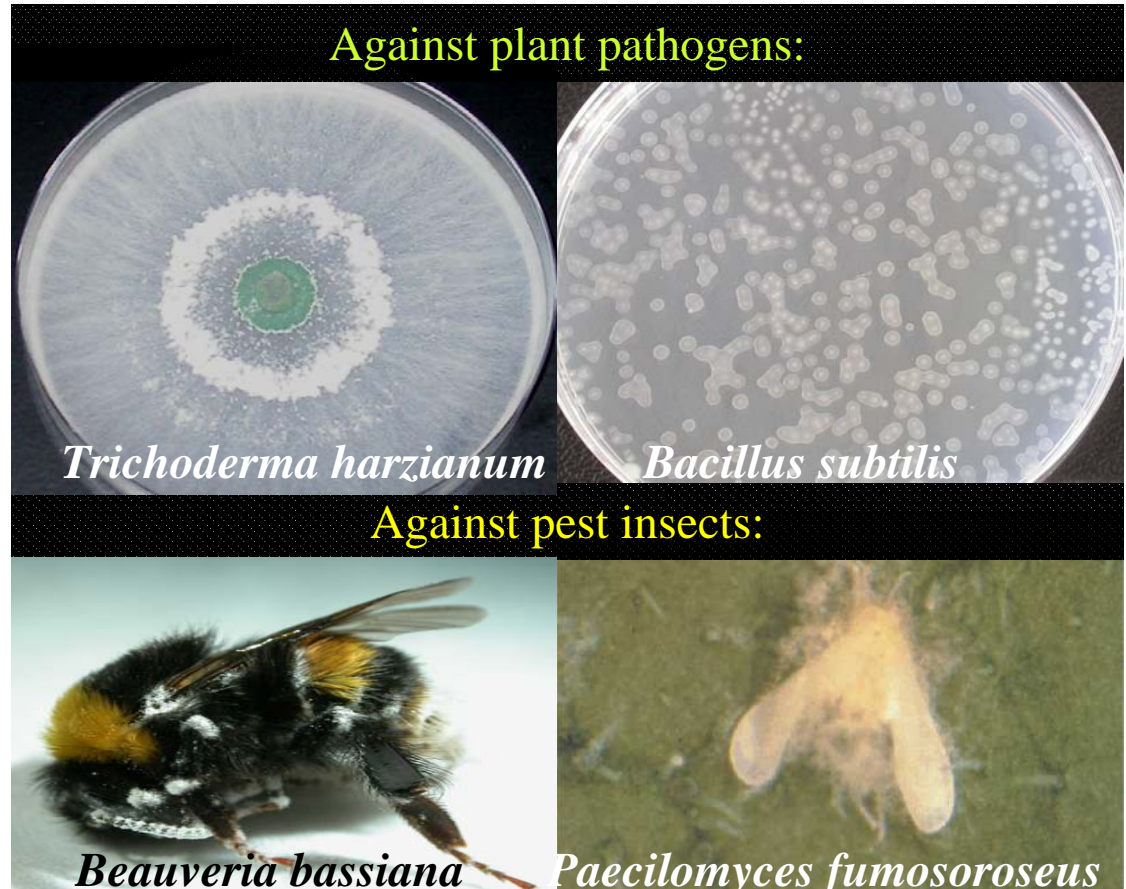 Against plant pathogens:
Trichoderma harzianum
Bacillus subtilis
Against pest insects:
Beauveria bassiana
Paecilomyces fumosoroseus